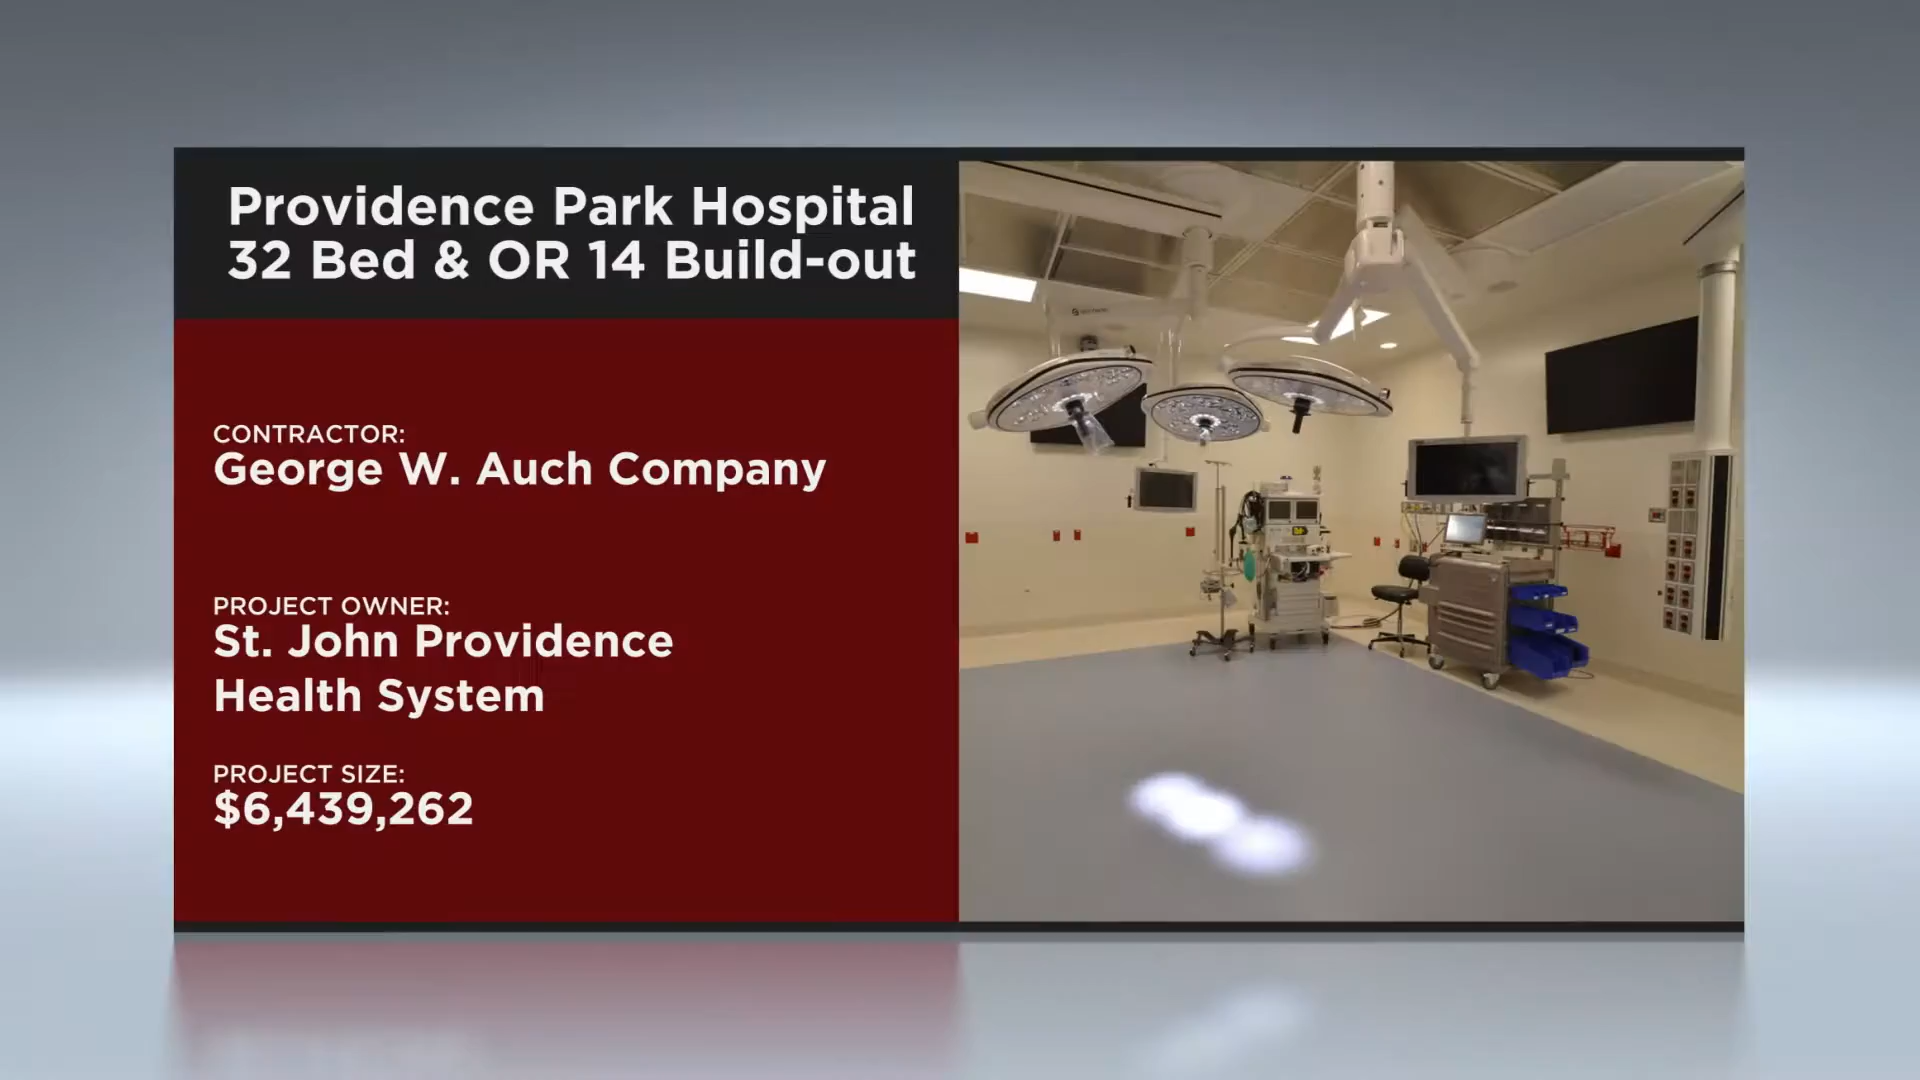 Providence Park Hospital
32 Bed & OR 14 Build-out
CONTRACTOR:
George W. Auch Company
PROJECT OWNER:
St. John Providence
Health System
PROJECT SIZE:
$6,439,262